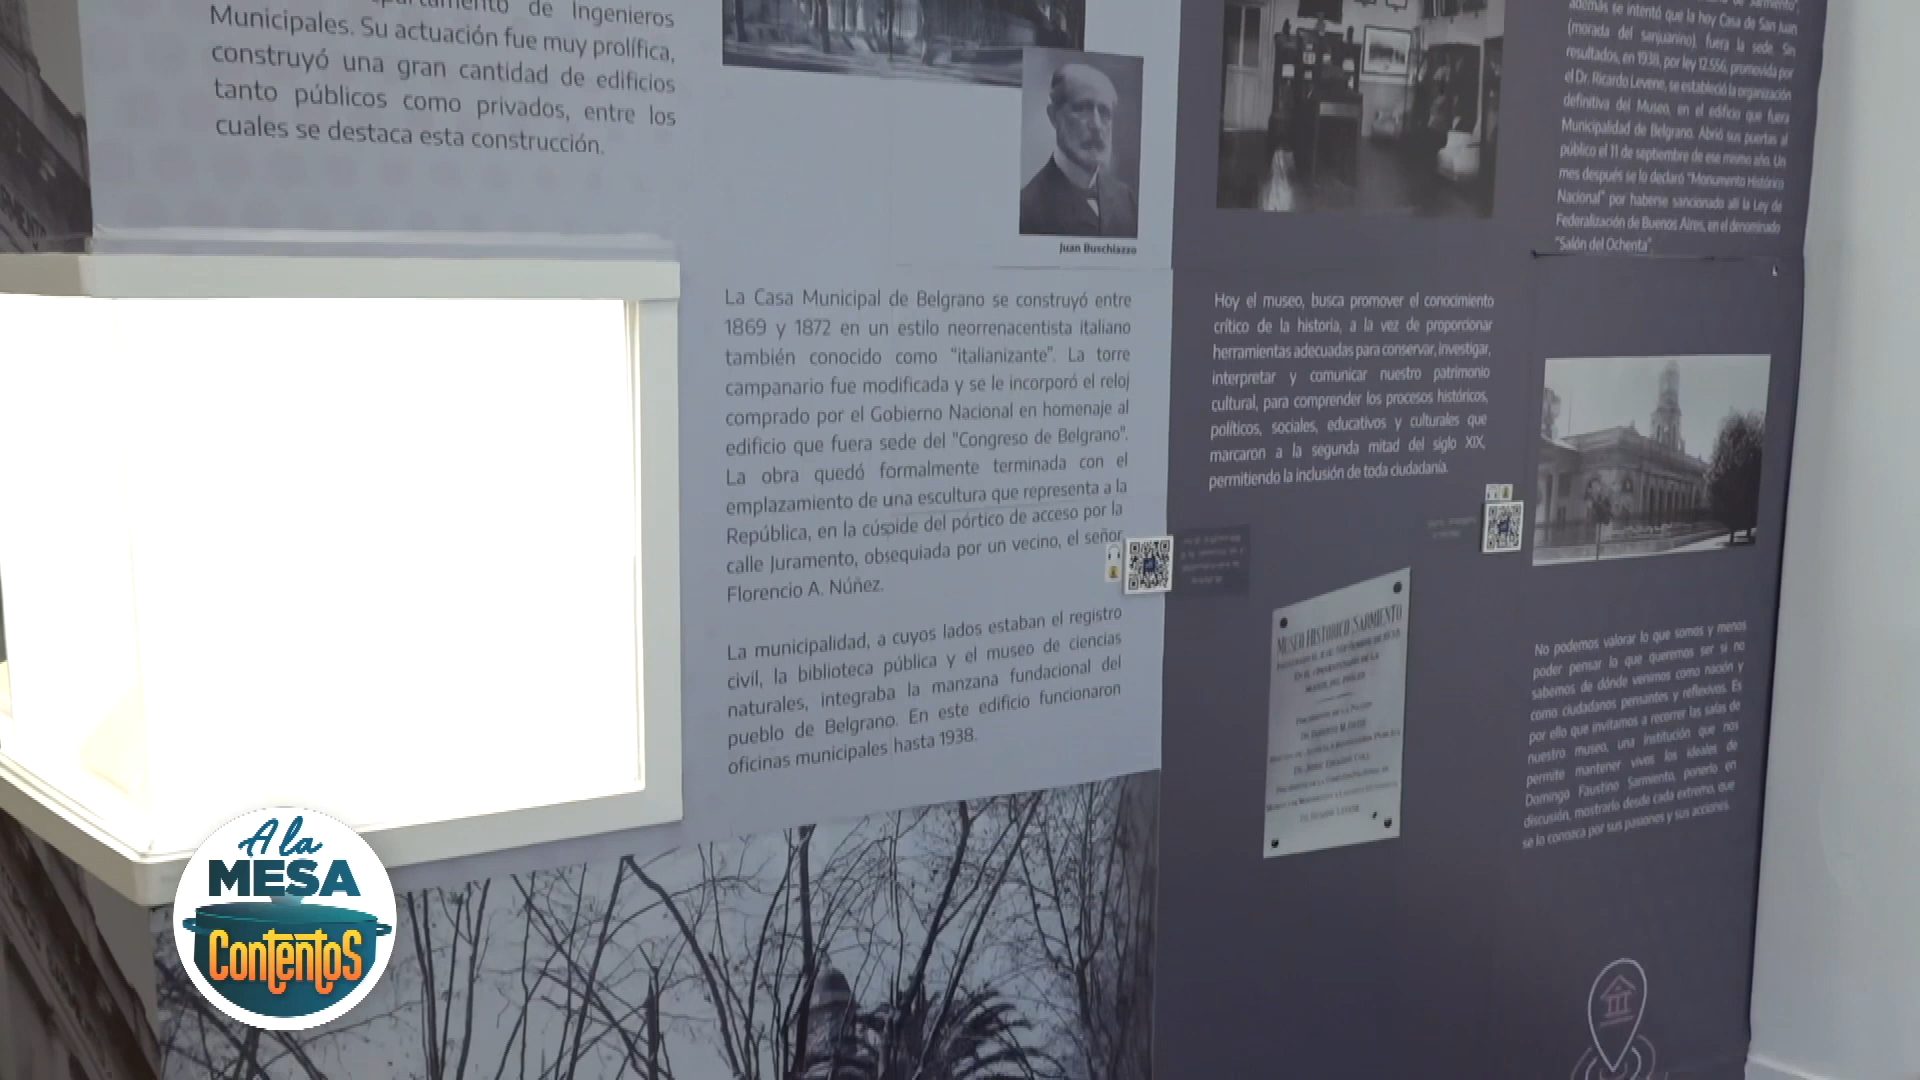 de Ingenieros
Municipales. Su actuación fue muy prolífica,
construyó una gran cantidad de edificios
tanto públicos como privados, entre los
cuales se destaca esta construcción.
Juan Buschiazzo
La Casa Municipal de Belgrano se construyó entre
1869 y 1872 en un estilo neorrenacentista italiano
también conocido como “italianizante”. La torre
campanario fue modificada y se le incorporó el reloj
comprado por el Gobierno Nacional en homenaje al
edificio que fuera sede del "Congreso de Belgrano".
La obra quedó formalmente terminada con el
emplazamiento de una escultura que representa a la
República, en la cúspide del pórtico de acceso por la
calle Juramento, obsequiada por un vecino, el señor
Florencio A. Núñez.
La municipalidad, a cuyos lados estaban el registro
civil, la biblioteca pública y el museo de ciencias
naturales, integraba la manzana fundacional del
pueblo de Belgrano. En este edificio funcionaron
oficinas municipales hasta 1938.
además se intentó que la hoy Casa de San Juan
(morada del sanjuanino), fuera la sede. Sin
resultados, en 1938, por ley 12.556, promovida por
el Dr. Ricardo Levene, se estableció la organización
definitiva del Museo, en el edificio que fuera
Municipalidad de Belgrano. Abrió sus puertas al
público el 11 de septiembre de ese mismo año. Un
mes después se lo declaró "Monumento Histórico
Nacional" por haberse sancionado allí la Ley de
Federalización de Buenos Aires, en el denominado
"Salón del Ochenta".
Hoy el museo, busca promover el conocimiento
crítico de la historia, a la vez de proporcionar
herramientas adecuadas para conservar, investigar,
interpretar y comunicar nuestro patrimonio
cultural, para comprender los procesos históricos,
políticos, sociales, educativos y culturales que
marcaron a la segunda mitad del siglo XIX,
permitiendo la inclusión de toda ciudadanía.
MUSEO HISTORICO SARMIENTO
No podemos valorar lo que somos y menos
poder pensar lo que queremos ser si no
sabemos de dónde venimos como nación y
como ciudadanos pensantes y reflexivos. Es
por ello que invitamos a recorrer las salas de
nuestro museo, una institución que nos
permite mantener vivos los ideales de
Domingo Faustino Sarmiento, ponerlo en
discusión, mostrarlo desde cada extremo, que
se lo conozca por sus pasiones y sus acciones.
A la
MESA
Contentos